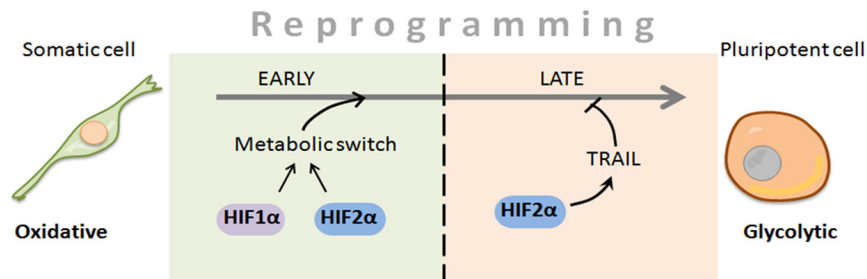 Reprogramming
Somatic cell
Pluripotent cell
EARLY
LATE
Metabolic switch
TRAIL
HIF1α
HIF2α
HIF2α
Oxidative
Glycolytic